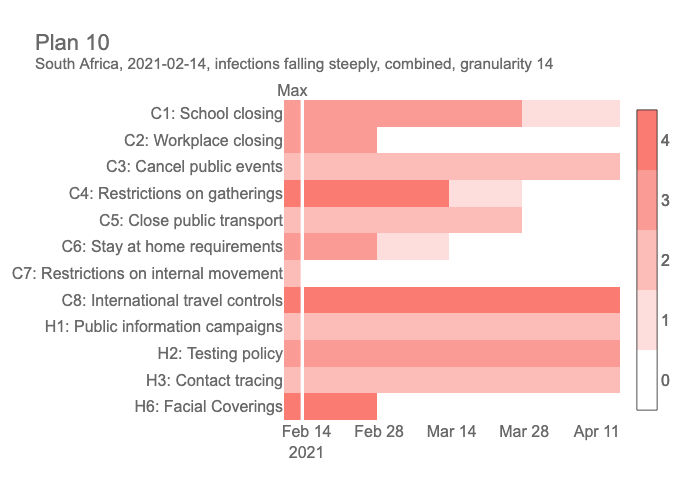 Plan 10
South Africa, 2021-02-14, infections falling steeply, combined, granularity 14
Max
C1: School closing
C2: Workplace closing
C3: Cancel public events
C4: Restrictions on gatherings
C5: Close public transport
C6: Stay at home requirements
C7: Restrictions on internal movement
C8: International travel controls
H1: Public information campaigns
H2: Testing policy
H3: Contact tracing
H6: Facial Coverings
Feb 14 Feb 28 Mar 14 Mar 28 Apr 11
2021
4
3
2
1
0